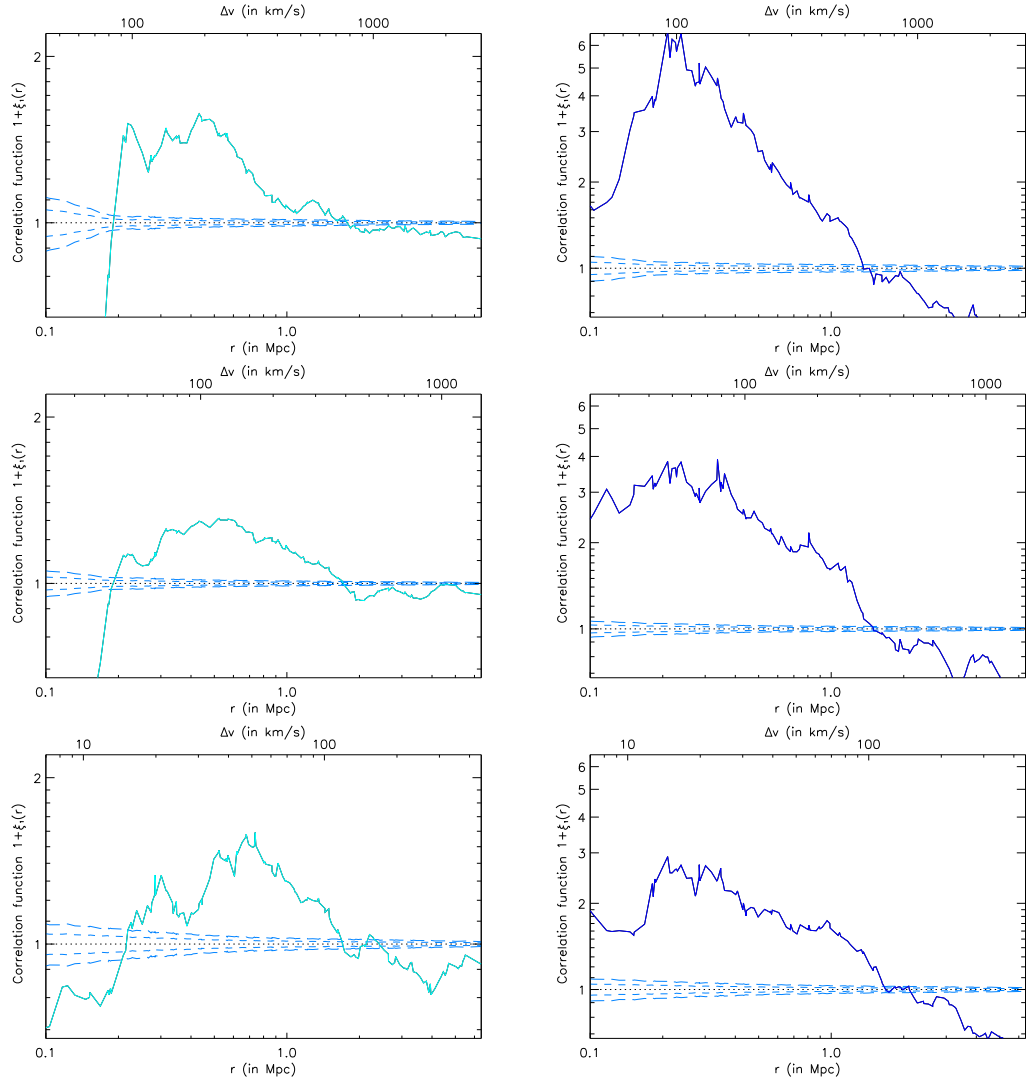 Δv (in km/s)
100 1000
2
1
Correlation function 1+ξ₁(r)
0.1 1.0
r (in Mpc)
Δv (in km/s)
100 1000
6
5
4
3
2
1
Correlation function 1+ξ₁(r)
0.1 1.0
r (in Mpc)
Δv (in km/s)
100 1000
2
1
Correlation function 1+ξ₁(r)
0.1 1.0
r (in Mpc)
Δv (in km/s)
100 1000
6
5
4
3
2
1
Correlation function 1+ξ₁(r)
0.1 1.0
r (in Mpc)
Δv (in km/s)
10 100
2
1
Correlation function 1+ξ₁(r)
0.1 1.0
r (in Mpc)
Δv (in km/s)
10 100
6
5
4
3
2
1
Correlation function 1+ξ₁(r)
0.1 1.0
r (in Mpc)